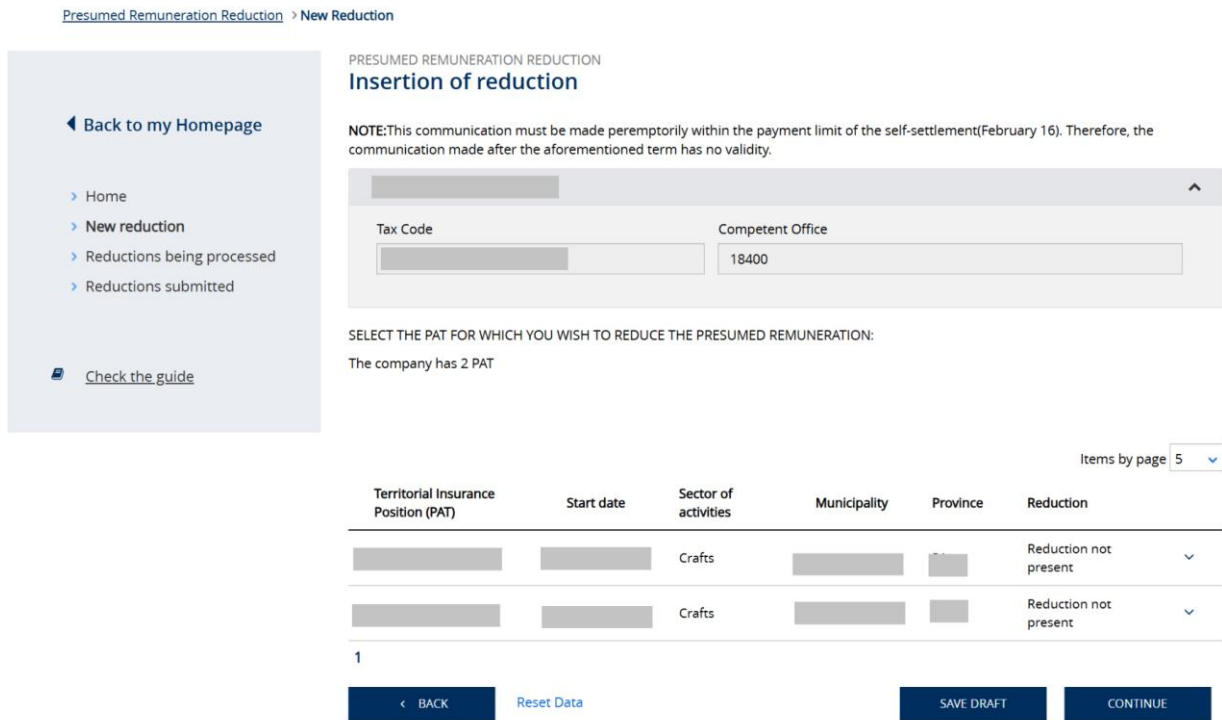 Presumed Remuneration Reduction > New Reduction
PRESUMED REMUNERATION REDUCTION
Insertion of reduction
Back to my Homepage
NOTE:This communication must be made peremptorily within the payment limit of the self-settlement(February 16). Therefore, the
communication made after the aforementioned term has no validity.
Home
New reduction
Reductions being processed
Reductions submitted
Check the guide
Tax Code Competent Office
18400
SELECT THE PAT FOR WHICH YOU WISH TO REDUCE THE PRESUMED REMUNERATION:
The company has 2 PAT
Items by page 5
Territorial Insurance Position (PAT) Start date Sector of activities Municipality Province Reduction
Crafts Reduction not present
Crafts Reduction not present
1
< BACK Reset Data SAVE DRAFT CONTINUE